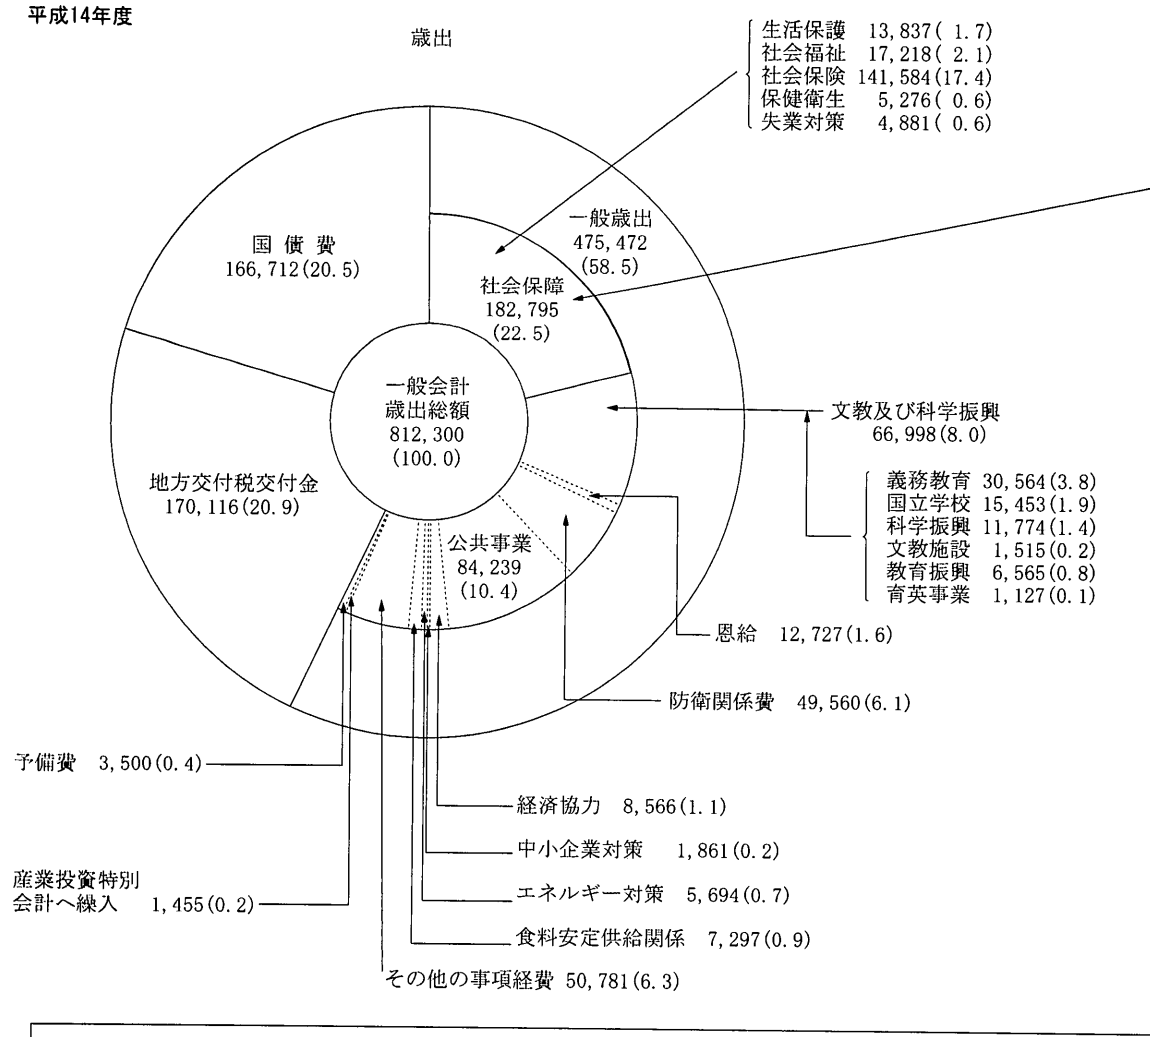 平成14年度
歳出
生活保護 13,837( 1.7)
社会福祉 17,218( 2.1)
社会保険 141,584(17.4)
保健衛生 5,276( 0.6)
失業対策 4,881( 0.6)
一般歳出
475,472
(58.5)
国債費
166,712(20.5)
社会保障
182,795
(22.5)
一般会計
歳出総額
812,300
(100.0)
文教及び科学振興
66,998(8.0)
義務教育 30,564(3.8)
国立学校 15,453(1.9)
科学振興 11,774(1.4)
文教施設 1,515(0.2)
教育振興 6,565(0.8)
育英事業 1,127(0.1)
地方交付税交付金
170,116(20.9)
公共事業
84,239
(10.4)
恩給 12,727(1.6)
防衛関係費 49,560(6.1)
予備費 3,500(0.4)
経済協力 8,566(1.1)
中小企業対策 1,861(0.2)
産業投資特別
会計へ繰入 1,455(0.2)
エネルギー対策 5,694(0.7)
食料安定供給関係 7,297(0.9)
その他の事項経費 50,781(6.3)